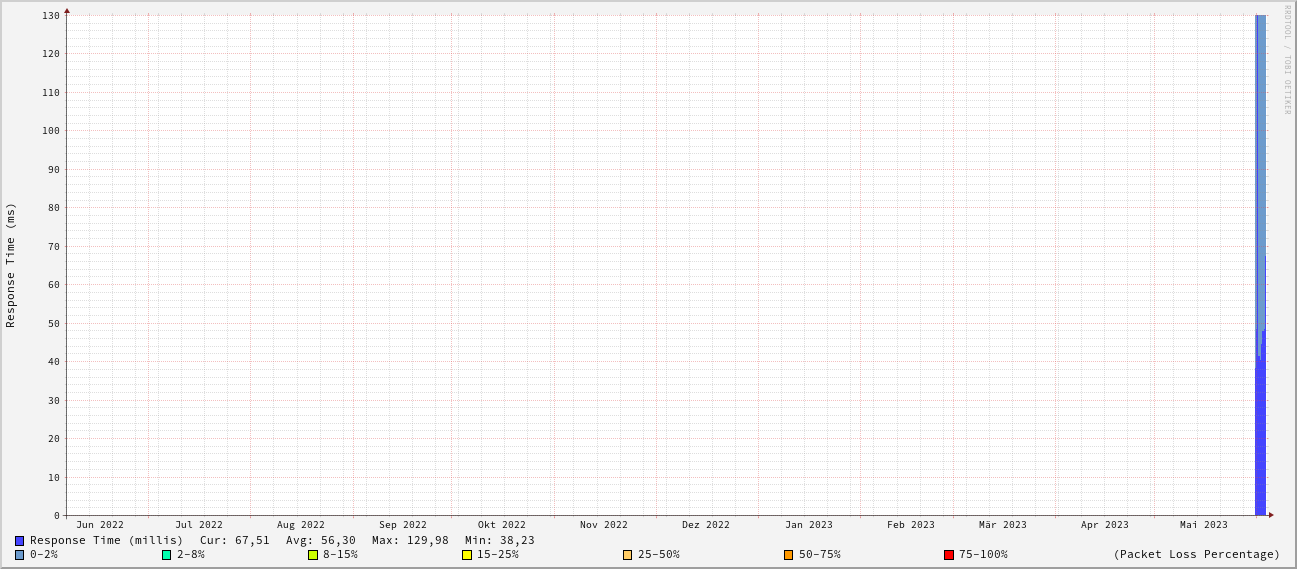 RRDTOOL / TOBI OETIKER
Response Time (ms)
130
120
110
100
90
80
70
60
50
40
30
20
10
0
Jun 2022 Jul 2022 Aug 2022 Sep 2022 Okt 2022 Nov 2022 Dez 2022 Jan 2023 Feb 2023 Mär 2023 Apr 2023 Mai 2023
Response Time (millis) Cur: 67,51 Avg: 56,30 Max: 129,98 Min: 38,23
0-2% 2-8% 8-15% 15-25% 25-50% 50-75% 75-100% (Packet Loss Percentage)